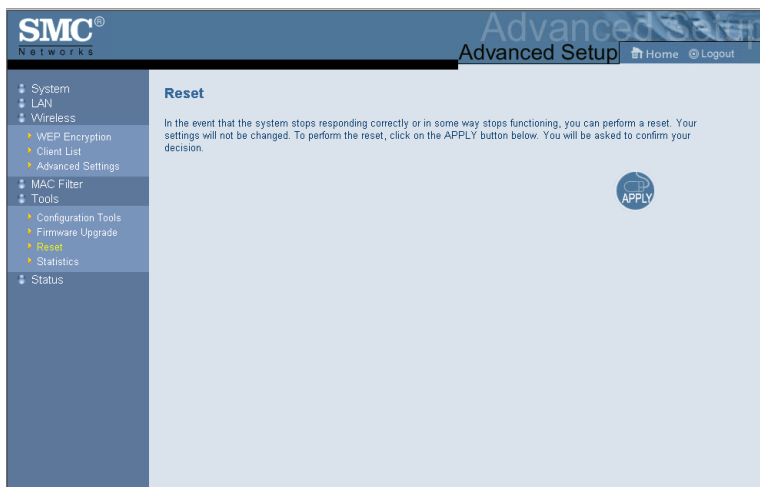 SMC®
Networks
Advanced Setup
Advanced Setup
Home
Logout
System
LAN
Wireless
WEP Encryption
Client List
Advanced Settings
MAC Filter
Tools
Configuration Tools
Firmware Upgrade
Reset
Statistics
Status
Reset
In the event that the system stops responding correctly or in some way stops functioning, you can perform a reset. Your
settings will not be changed. To perform the reset, click on the APPLY button below. You will be asked to confirm your
decision.
APPLY